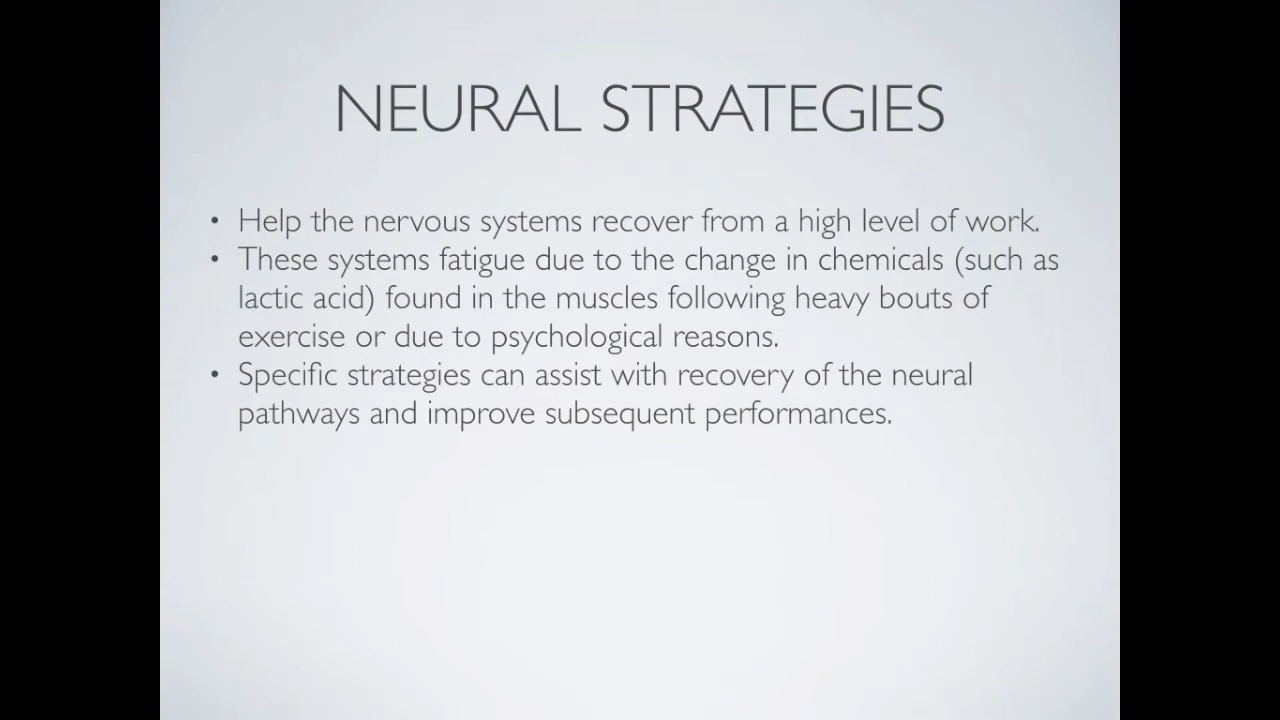 NEURAL STRATEGIES
• Help the nervous systems recover from a high level of work.
• These systems fatigue due to the change in chemicals (such as
lactic acid) found in the muscles following heavy bouts of
exercise or due to psychological reasons.
• Specific strategies can assist with recovery of the neural
pathways and improve subsequent performances.